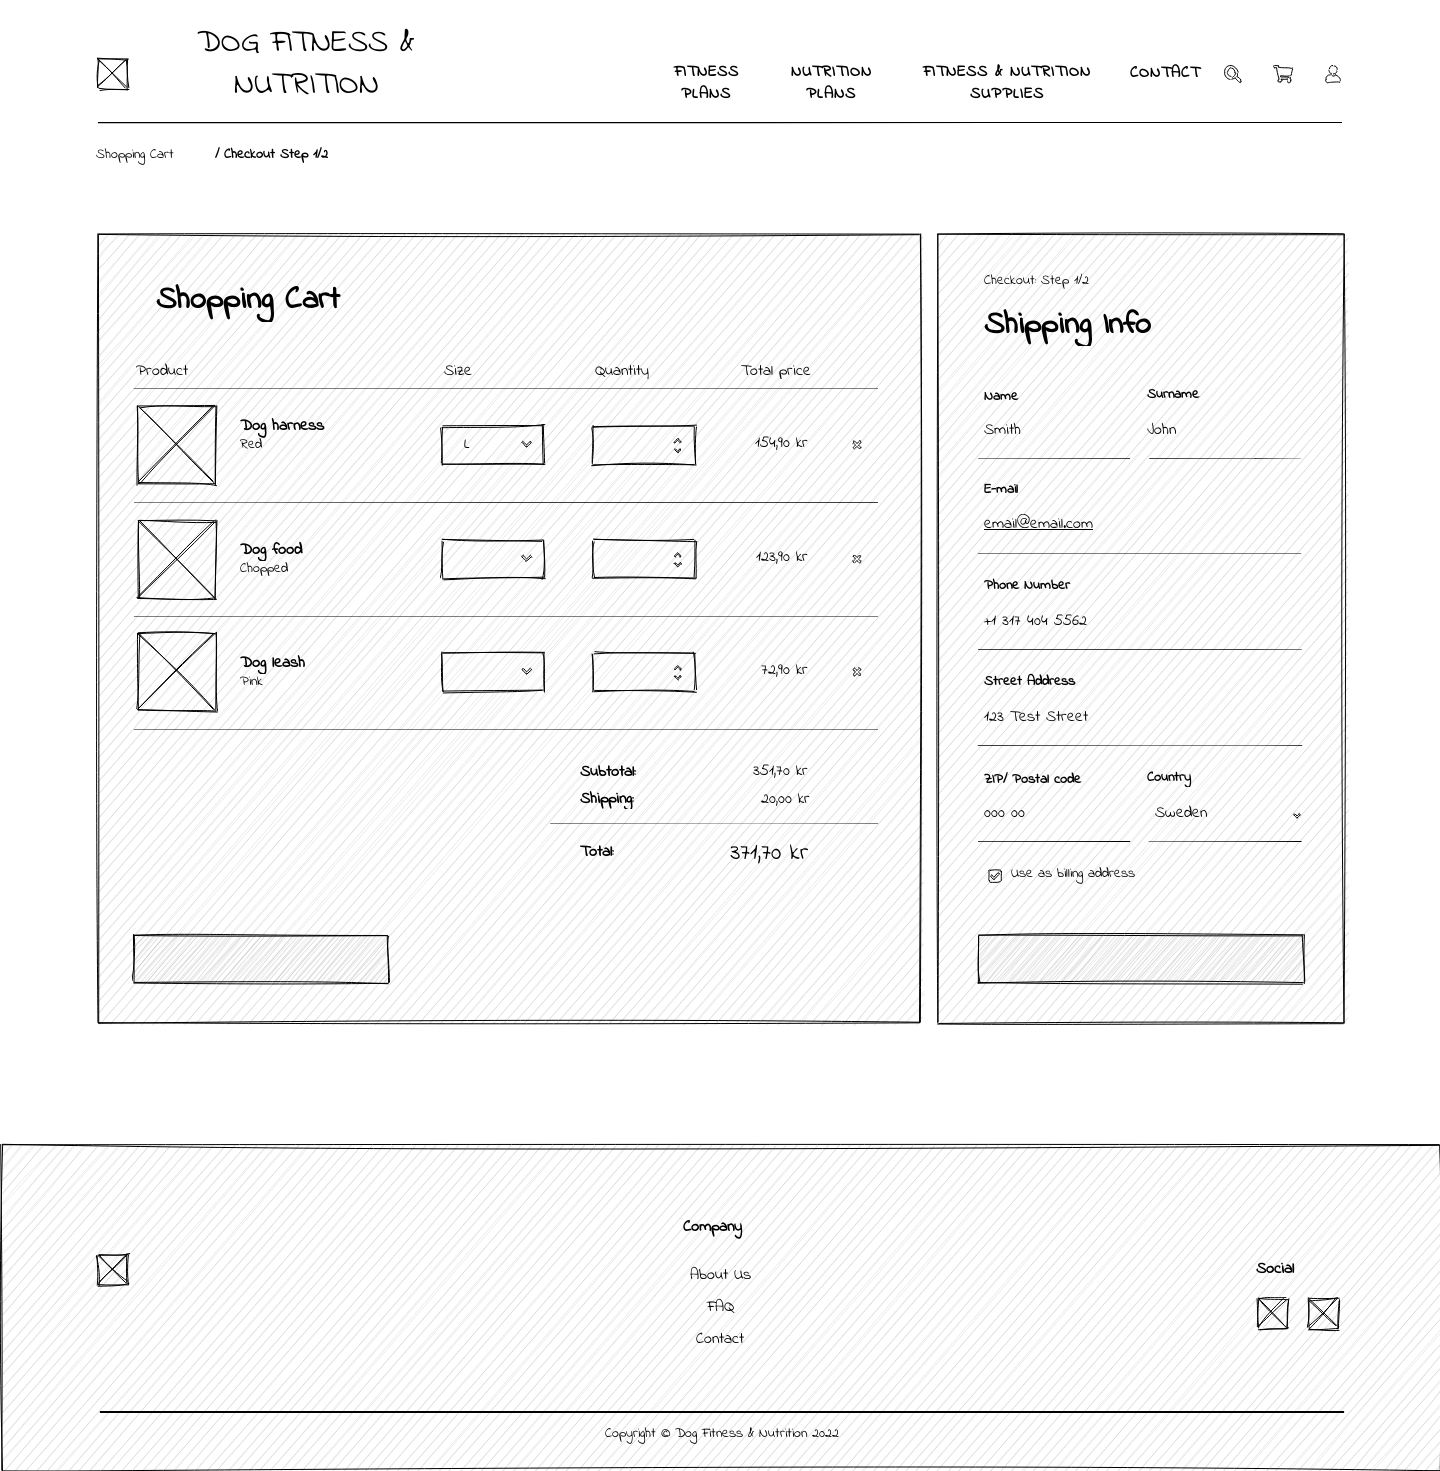 DOG FITNESS &
NUTRITION
FITNESS
PLANS
NUTRITION
PLANS
FITNESS & NUTRITION
SUPPLIES
CONTACT
Shopping Cart / Checkout Step 1/2
Shopping Cart
Product Size Quantity Total price
Dog harness
Red
L
154,90 kr
Dog food
Chopped
123,90 kr
Dog leash
Pink
72,90 kr
Subtotal: 351,70 kr
Shipping: 20,00 kr
Total: 371,70 kr
Checkout: Step 1/2
Shipping Info
Name Surname
Smith John
E-mail
email@email.com
Phone Number
+1 317 404 5562
Street Address
123 Test Street
ZIP/ Postal code Country
000 00 Sweden
Use as billing address
Company
About Us
FAQ
Contact
Social
Copyright © Dog Fitness & Nutrition 2022